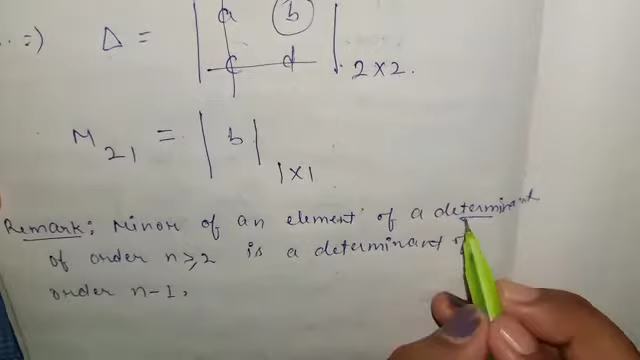 ..=) Δ = | a b |
| c d | 2×2.
M21 = | b | 1×1
Remark: Minor of an element of a determinant
of order n≥2 is a determinant of
order n-1.